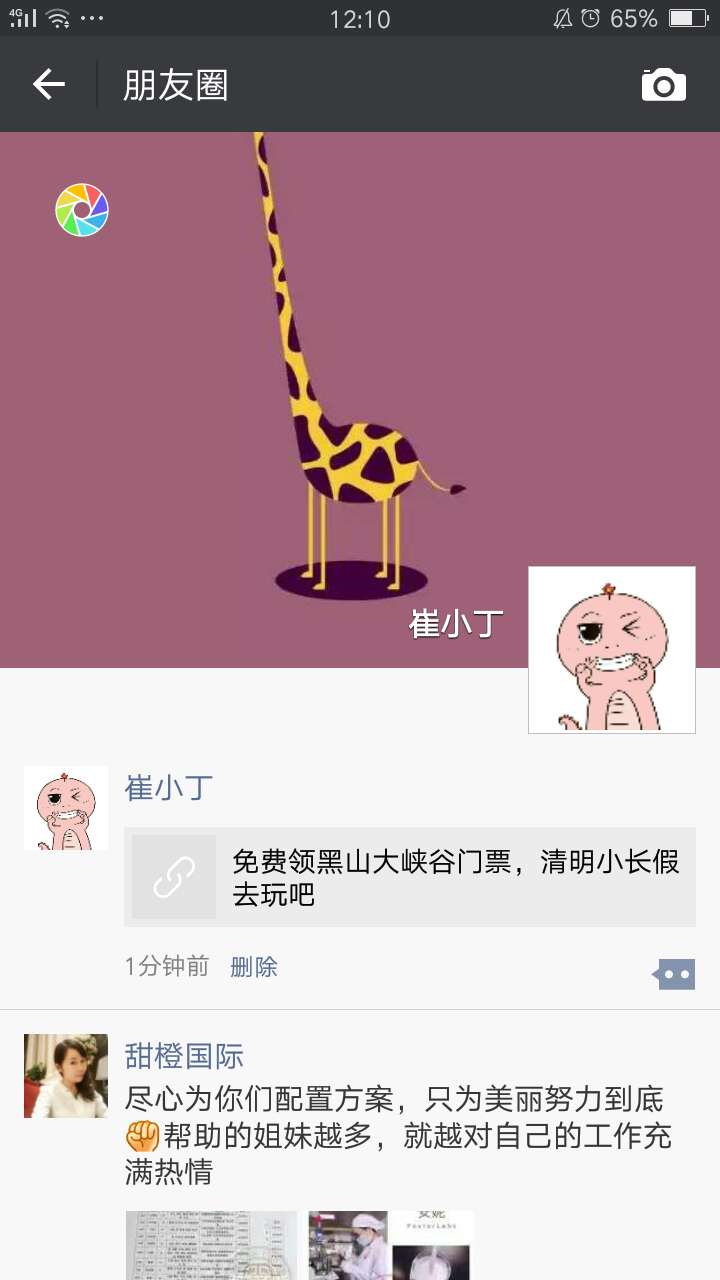 4G
12:10
65%
朋友圈
崔小丁
崔小丁
免费领黑山大峡谷门票，清明小长假
去玩吧
1分钟前 删除
甜橙国际
尽心为你们配置方案，只为美丽努力到底
✊帮助的姐妹越多，就越对自己的工作充
满热情